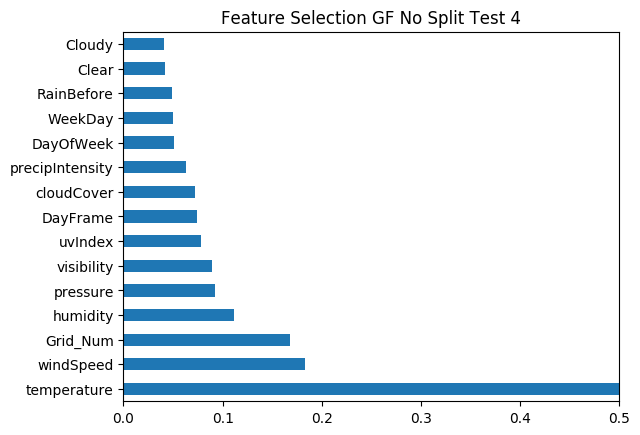 Feature Selection GF No Split Test 4
Cloudy
Clear
RainBefore
WeekDay
DayOfWeek
precipIntensity
cloudCover
DayFrame
uvIndex
visibility
pressure
humidity
Grid_Num
windSpeed
temperature
0.0 0.1 0.2 0.3 0.4 0.5